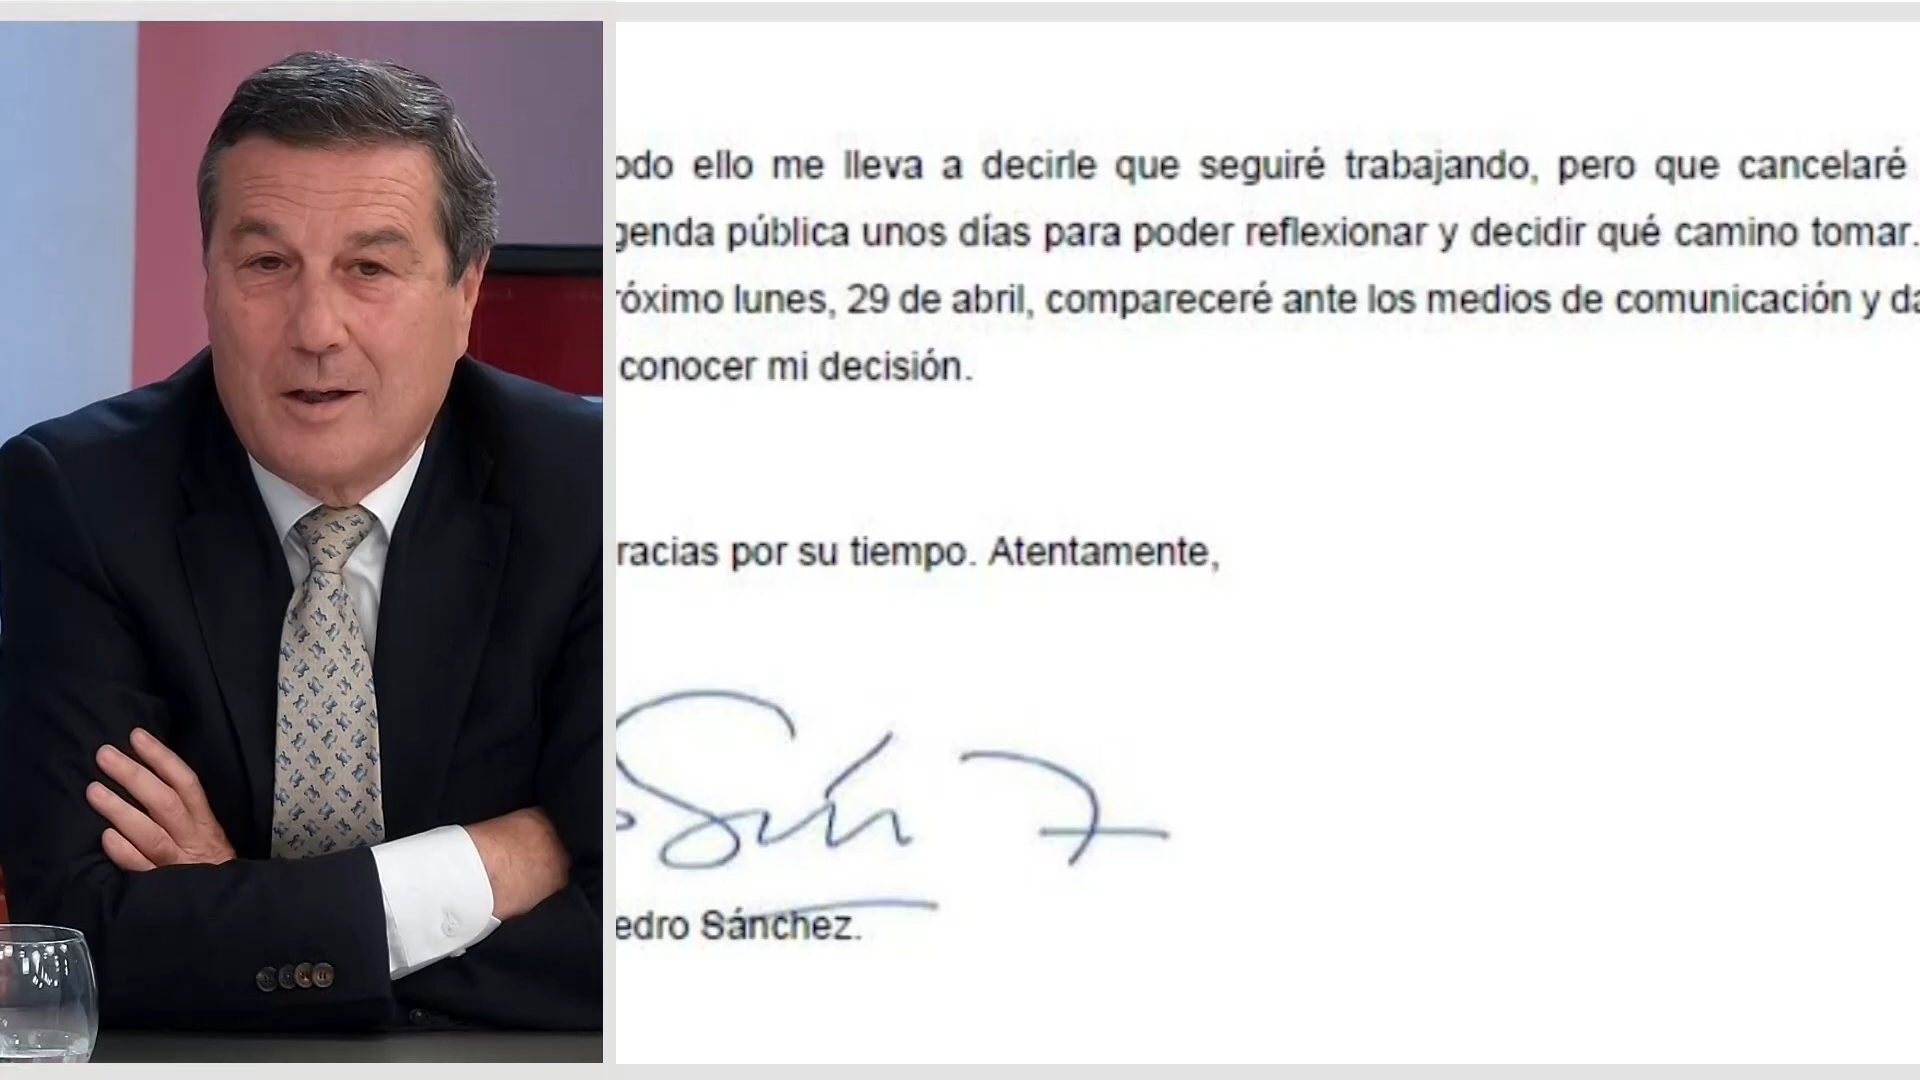 odo ello me lleva a decirle que seguiré trabajando, pero que cancelaré
genda pública unos días para poder reflexionar y decidir qué camino tomar.
róximo lunes, 29 de abril, compareceré ante los medios de comunicación y da
conocer mi decisión.
racias por su tiempo. Atentamente,
edro Sánchez.